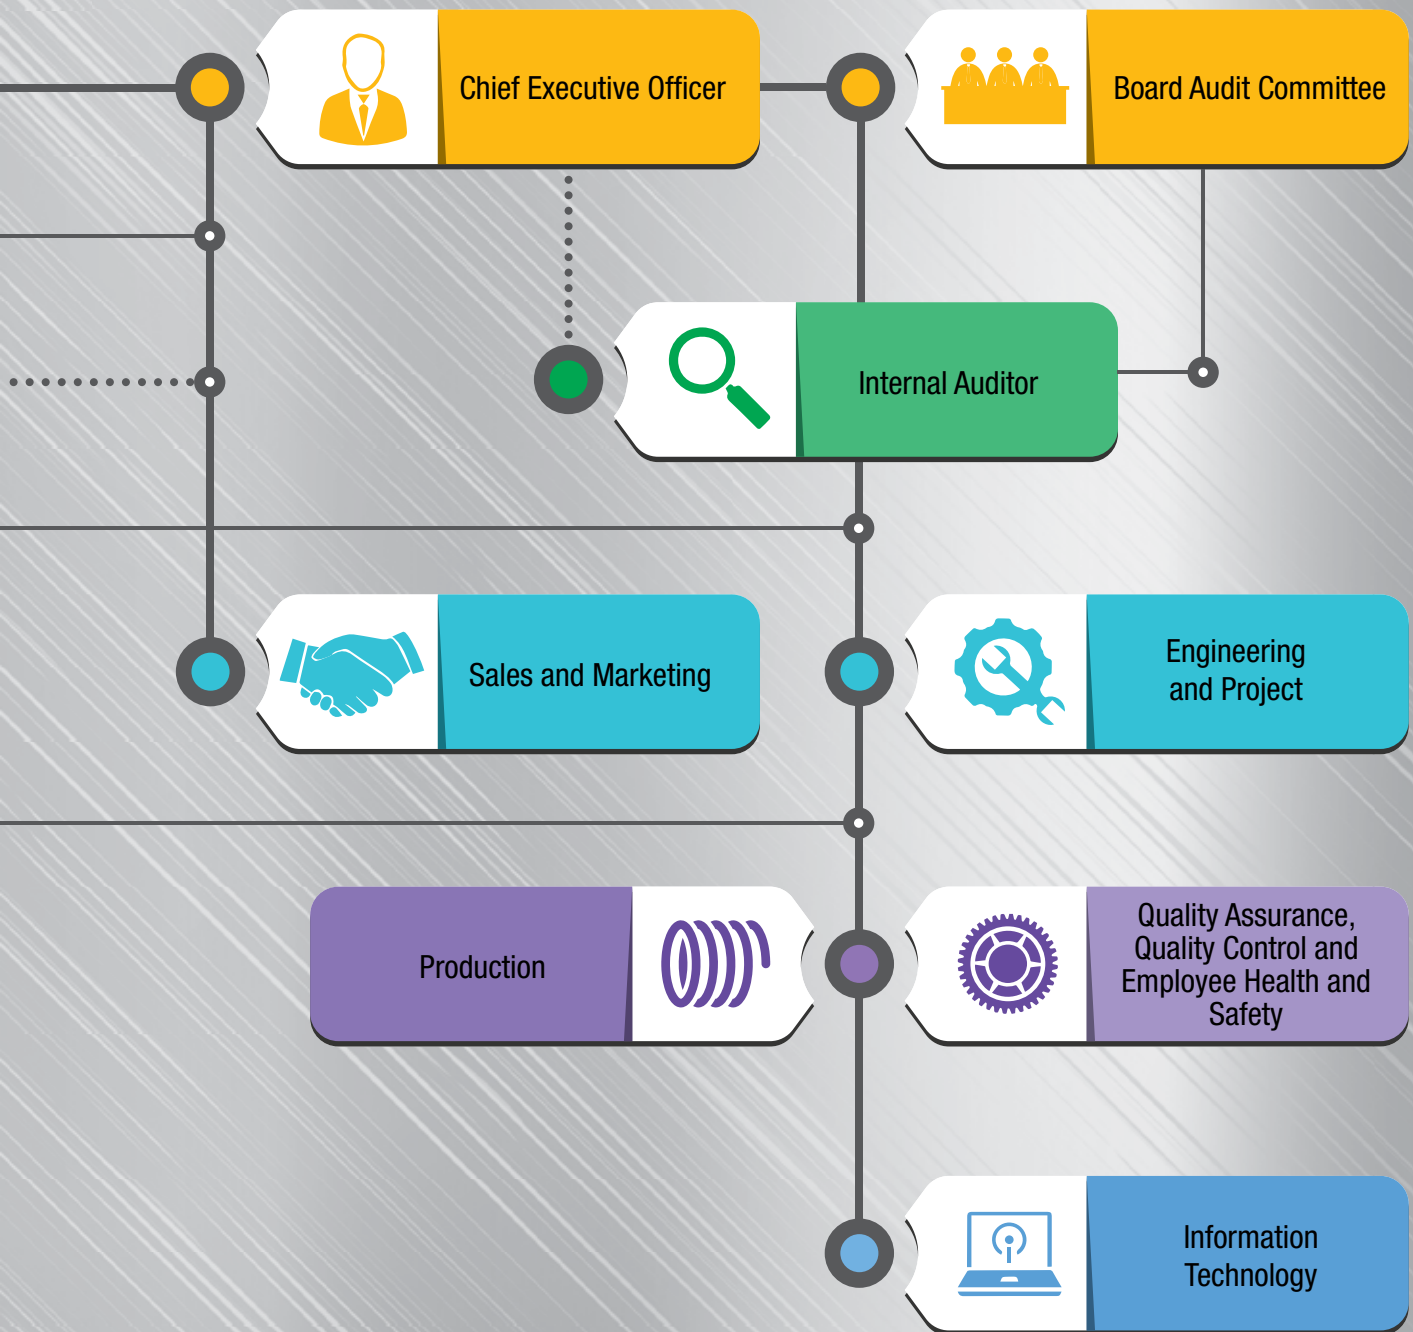 Chief Executive Officer
Board Audit Committee
Internal Auditor
Sales and Marketing
Engineering
and Project
Production
Quality Assurance,
Quality Control and
Employee Health and
Safety
Information
Technology